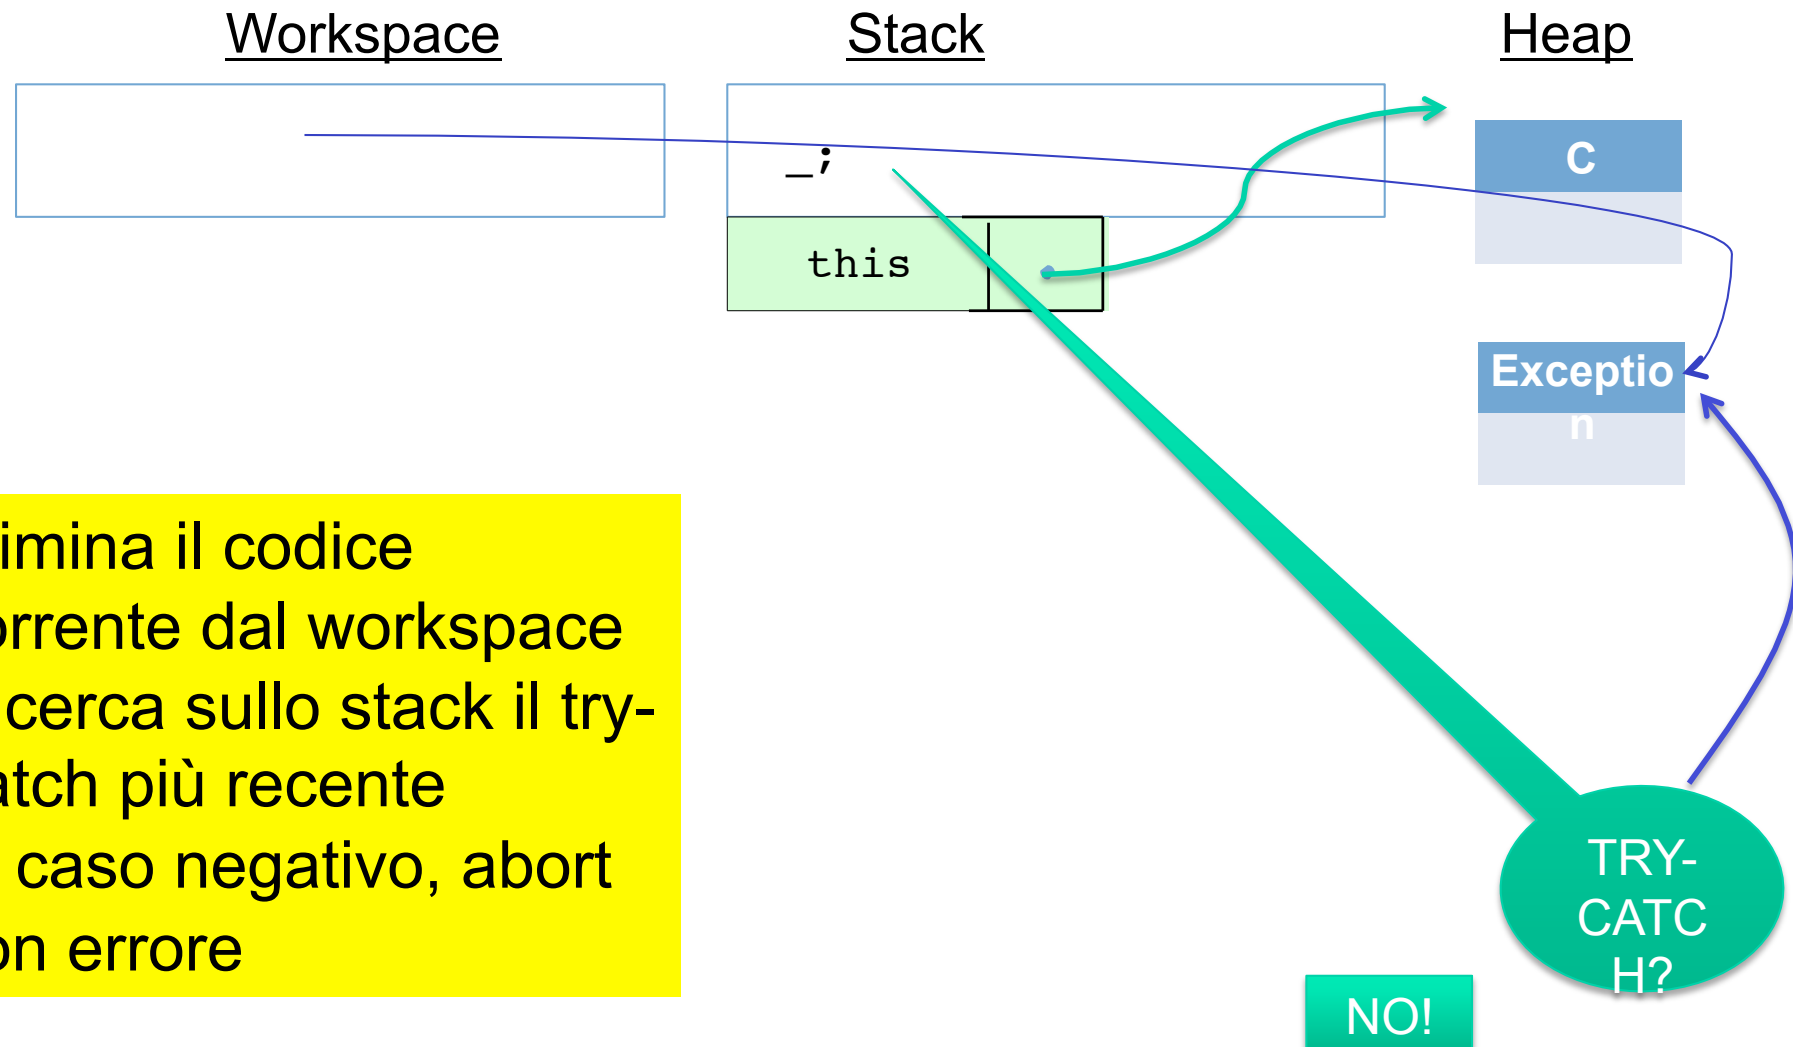 Workspace
Stack
Heap
_;
C
this
Exceptio
n
imina il codice
orrente dal workspace
cerca sullo stack il try-
atch più recente
caso negativo, abort
on errore
TRY-
CATC
H?
NO!